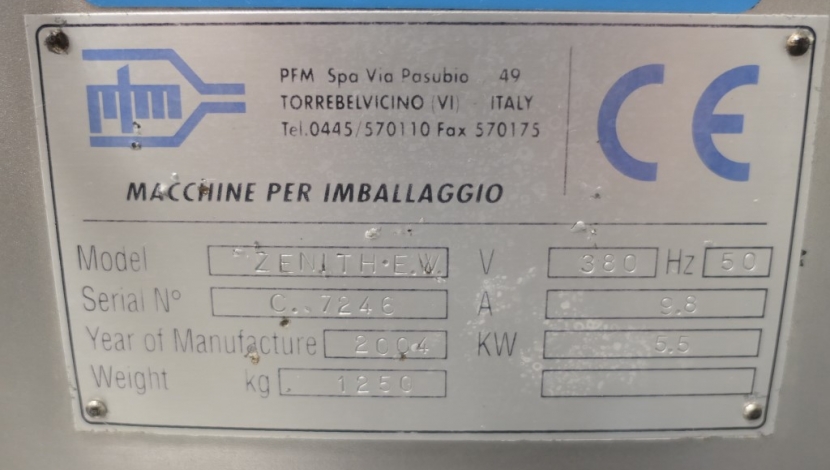 pfm
PFM Spa Via Pasubio 49
TORREBELVICINO (VI) ITALY
Tel.0445/570110 Fax 570175
CE
MACCHINE PER IMBALLAGGIO
Model ZENITH·E.W. V 380 Hz 50
Serial Nº C. 7246 A 9.8
Year of Manufacture 2004 KW 5.5
Weight kg. 1250